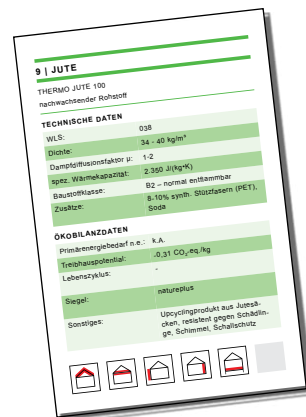 9 | JUTE
THERMO JUTE 100
nachwachsender Rohstoff
TECHNISCHE DATEN
WLS: 038
Dichte: 34 - 40 kg/m³
Dampfdiffusionsfaktor µ: 1-2
spez. Wärmekapazität: 2.350 J/(kg*K)
Baustoffklasse: B2 – normal entflammbar
Zusätze: 8-10% synth. Stützfasern (PET),
Soda
ÖKOBILANZDATEN
Primärenergiebedarf n.e.: k.A.
Treibhauspotential: -0,31 CO₂-eq./kg
Lebenszyklus: -
Siegel: natureplus
Sonstiges: Upcyclingprodukt aus Jutesä-
cken, resistent gegen Schädlin-
ge, Schimmel, Schallschutz